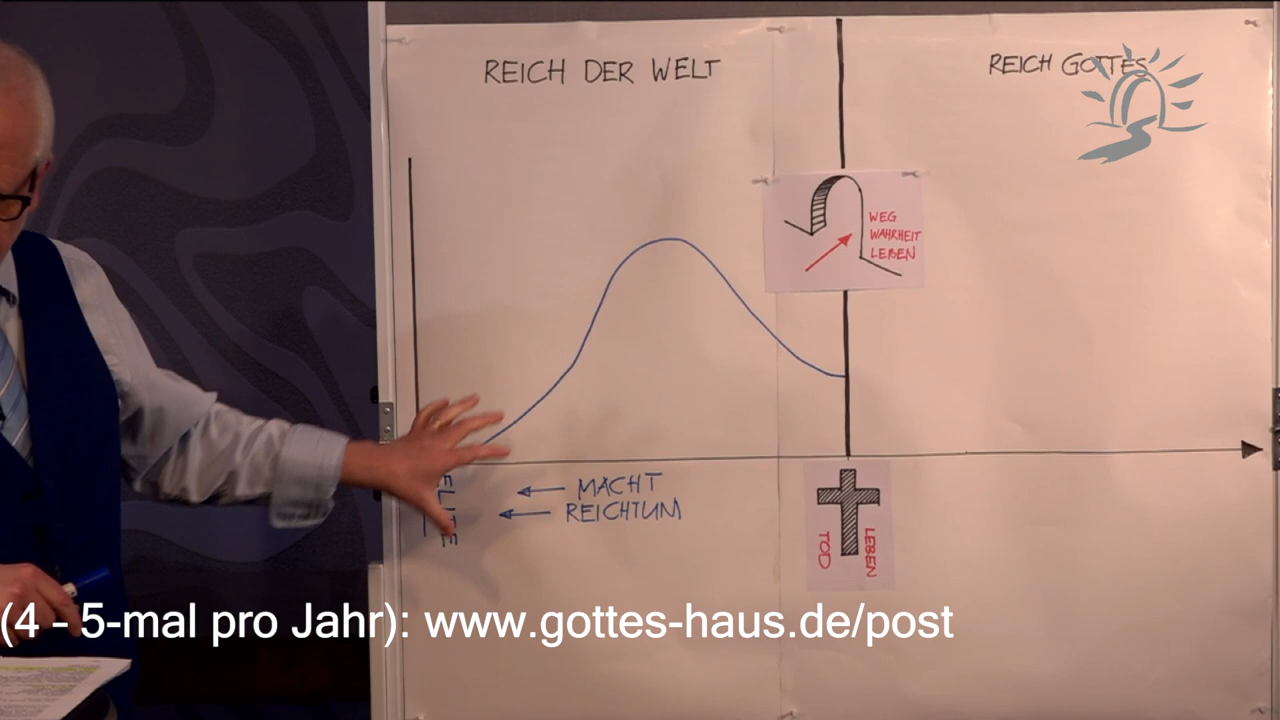 REICH DER WELT
REICH GOTTES
WEG
WAHRHEIT
LEBEN
ELITE
← MACHT
← REICHTUM
TOD
LEBEN
(4 - 5-mal pro Jahr): www.gottes-haus.de/post